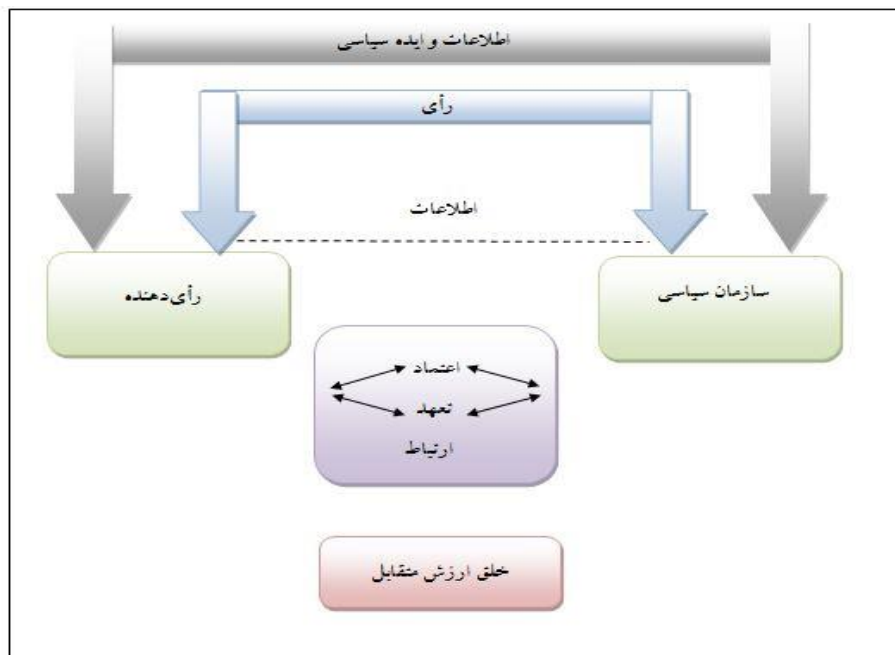 اطلاعات و ایده سیاسی
رأی
اطلاعات
سازمان سیاسی
رأی‌دهنده
اعتماد
تعهد
ارتباط
خلق ارزش متقابل